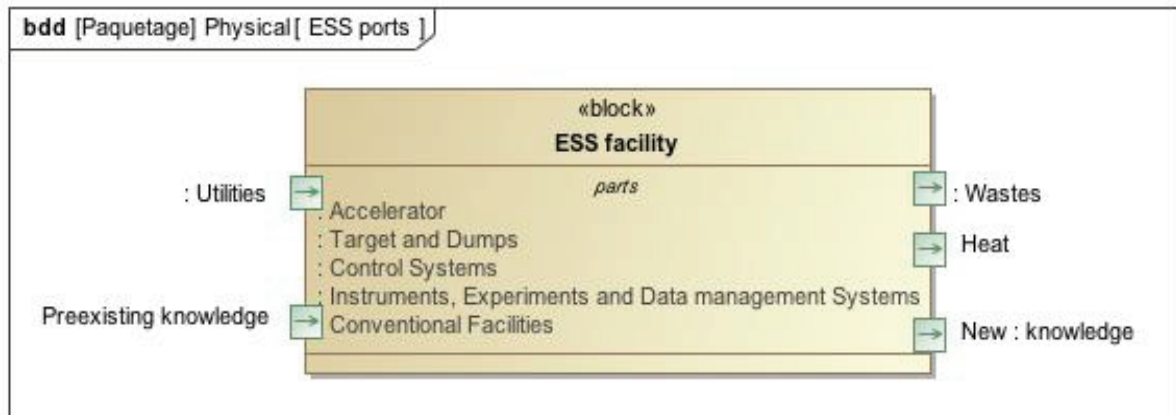 bdd [Paquetage] Physical[ ESS ports ]
«block»
ESS facility
parts
: Utilities
: Wastes
: Accelerator
: Target and Dumps
Heat
: Control Systems
: Instruments, Experiments and Data management Systems
Preexisting knowledge
Conventional Facilities
New : knowledge